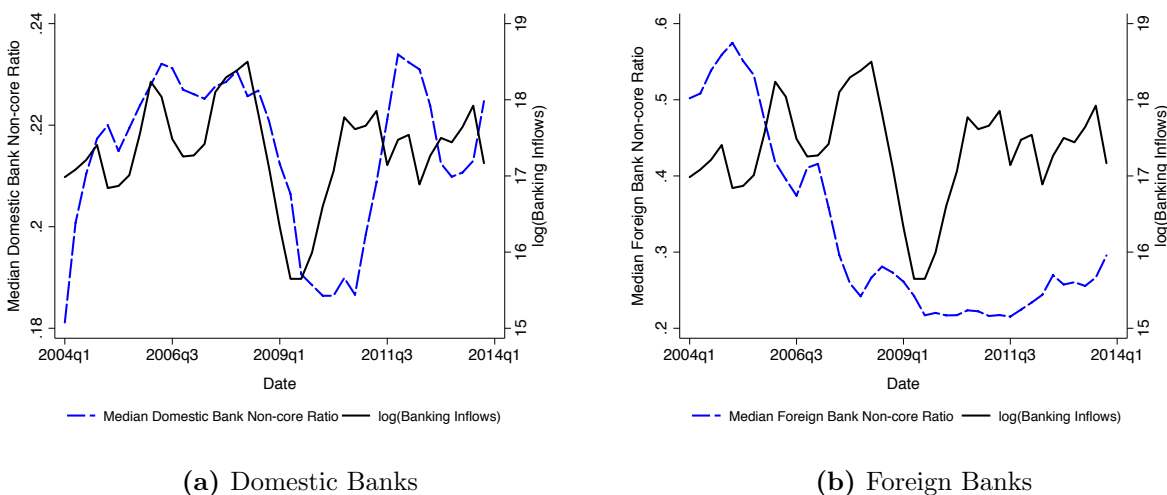 Median Domestic Bank Non-core Ratio
.24
.22
.2
.18
19
18
17
16
15
log(Banking Inflows)
2004q1 2006q3 2009q1 2011q3 2014q1
Date
Median Domestic Bank Non-core Ratio log(Banking Inflows)
(a) Domestic Banks
Median Foreign Bank Non-core Ratio
.6
.5
.4
.3
.2
19
18
17
16
15
log(Banking Inflows)
2004q1 2006q3 2009q1 2011q3 2014q1
Date
Median Foreign Bank Non-core Ratio log(Banking Inflows)
(b) Foreign Banks